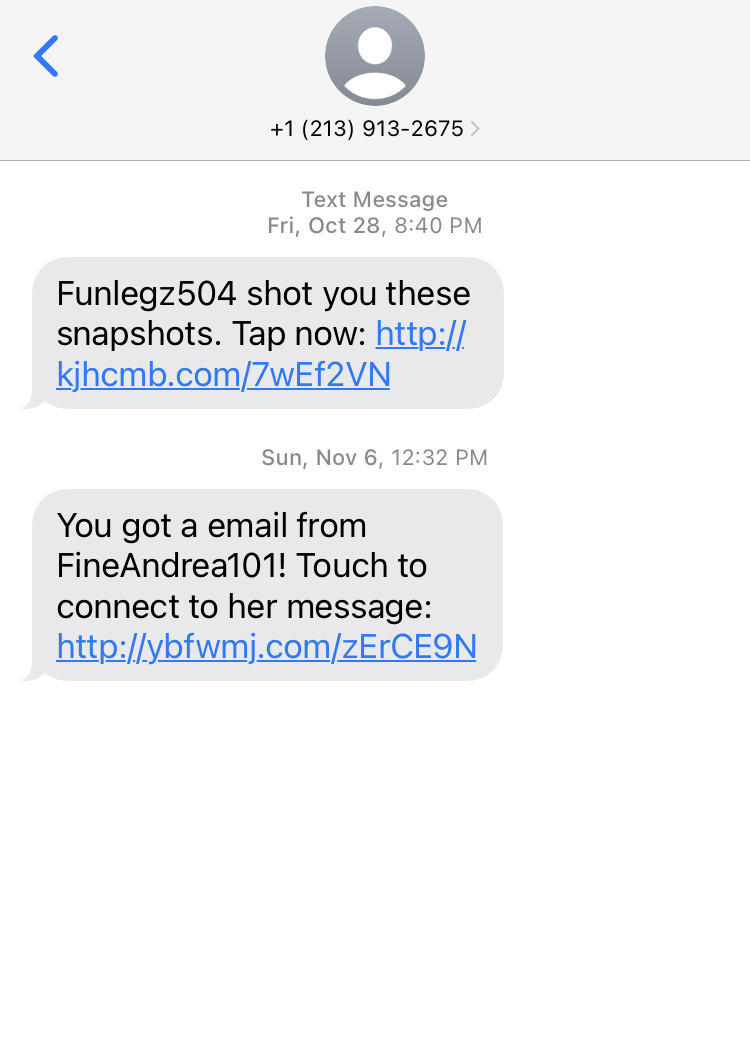 +1 (213) 913-2675
Text Message
Fri, Oct 28, 8:40 PM
Funlegz504 shot you these
snapshots. Tap now: http://
kjhcmb.com/7wEf2VN
Sun, Nov 6, 12:32 PM
You got a email from
FineAndrea101! Touch to
connect to her message:
http://ybfwmj.com/zErCE9N